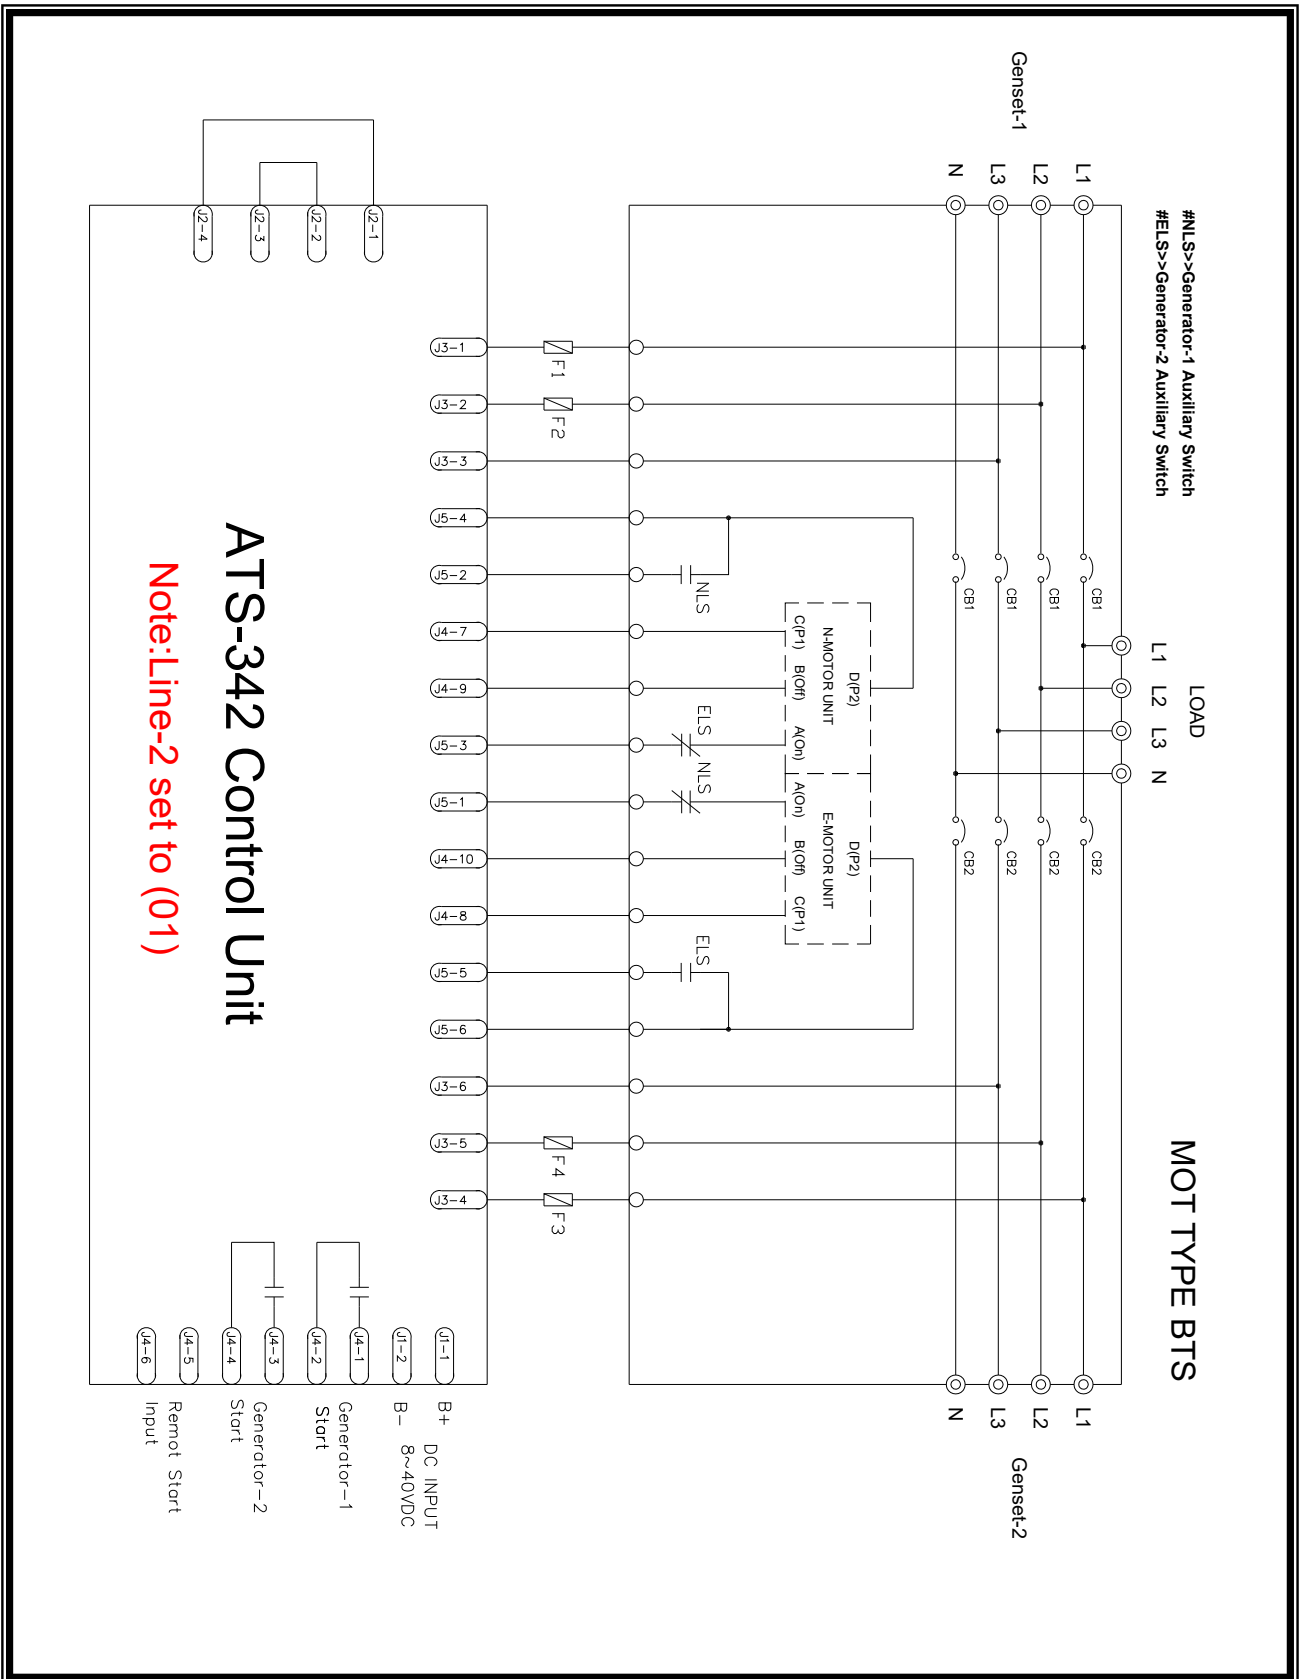 MOT TYPE BTS
#NLS>>Generator-1 Auxiliary Switch
#ELS>>Generator-2 Auxiliary Switch
LOAD
L1 L2 L3 N
Genset-1
L1
L2
L3
N
CB1
CB1
CB1
CB1
CB2
CB2
CB2
CB2
L1
L2
L3
N
Genset-2
D(P2)
N-MOTOR UNIT
C(P1) B(Off) A(On)
D(P2)
E-MOTOR UNIT
A(On) B(Off) C(P1)
NLS
ELS
NLS
ELS
F1
F2
F4
F3
J3-1
J3-2
J3-3
J5-4
J5-2
J4-7
J4-9
J5-3
J5-1
J4-10
J4-8
J5-5
J5-6
J3-6
J3-5
J3-4
J2-1
J2-2
J2-3
J2-4
ATS-342 Control Unit
Note:Line-2 set to (01)
J1-1
J1-2
J4-1
J4-2
J4-3
J4-4
J4-5
J4-6
B+ DC INPUT
B- 8~40VDC
Generator-1
Start
Generator-2
Start
Remot Start
Input